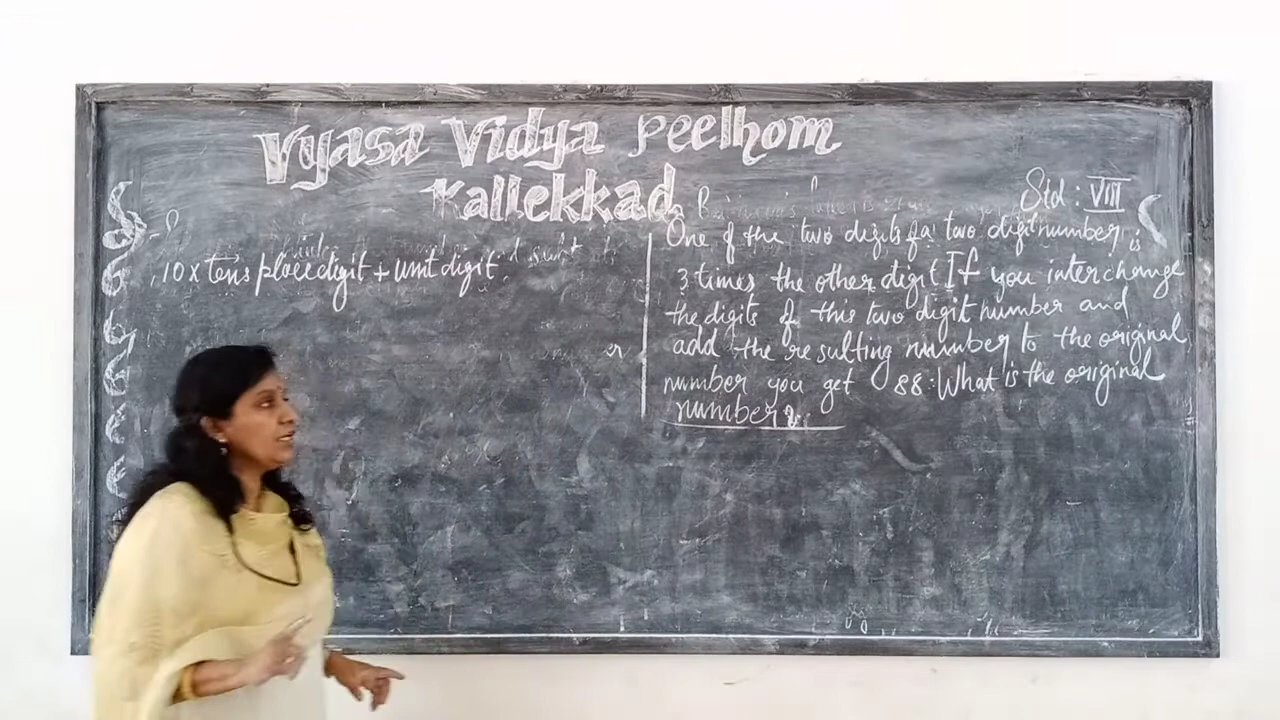 Vyasa Vidya Peethom
Kallekkad
Std : VIII
10 x tens place digit + unit digit.
One of the two digits of a two digit number is
3 times the other digit If you interchange
the digits of this two digit number and
add the resulting number to the original
number you get 88. What is the original
number?